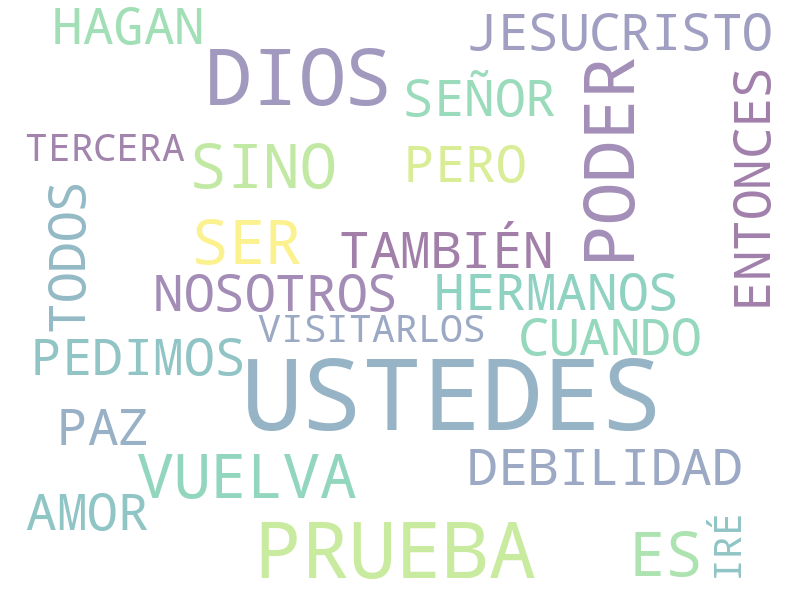 HAGAN
JESUCRISTO
DIOS
SEÑOR
PODER
ENTONCES
TERCERA
SINO
PERO
TODOS
SER
TAMBIÉN
NOSOTROS
HERMANOS
VISITARLOS
CUANDO
PEDIMOS
USTEDES
PAZ
VUELVA
DEBILIDAD
AMOR
PRUEBA
ES
IRÉ